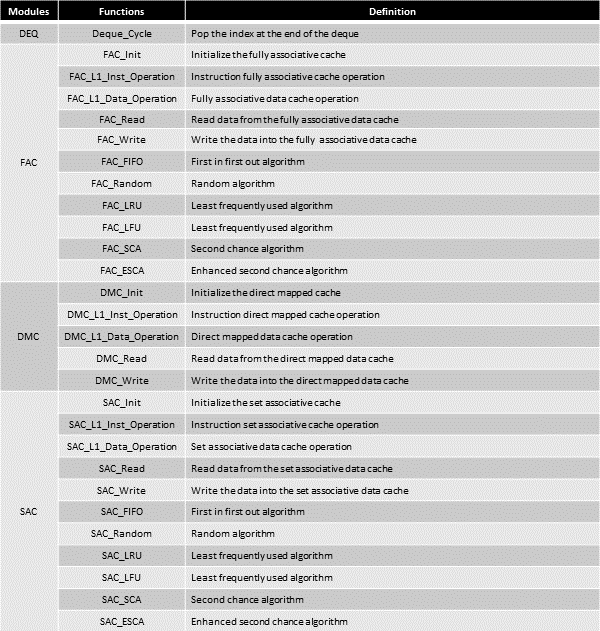 Modules Functions Definition
DEQ Deque_Cycle Pop the index at the end of the deque
FAC_Init Initialize the fully associative cache
FAC_L1_Inst_Operation Instruction fully associative cache operation
FAC_L1_Data_Operation Fully associative data cache operation
FAC_Read Read data from the fully associative data cache
FAC_Write Write the data into the fully associative data cache
FAC FAC_FIFO First in first out algorithm
FAC_Random Random algorithm
FAC_LRU Least frequently used algorithm
FAC_LFU Least frequently used algorithm
FAC_SCA Second chance algorithm
FAC_ESCA Enhanced second chance algorithm
DMC_Init Initialize the direct mapped cache
DMC_L1_Inst_Operation Instruction direct mapped cache operation
DMC DMC_L1_Data_Operation Direct mapped data cache operation
DMC_Read Read data from the direct mapped data cache
DMC_Write Write the data into the direct mapped data cache
SAC_Init Initialize the set associative cache
SAC_L1_Inst_Operation Instruction set associative cache operation
SAC_L1_Data_Operation Set associative data cache operation
SAC_Read Read data from the set associative data cache
SAC_Write Write the data into the set associative data cache
SAC SAC_FIFO First in first out algorithm
SAC_Random Random algorithm
SAC_LRU Least frequently used algorithm
SAC_LFU Least frequently used algorithm
SAC_SCA Second chance algorithm
SAC_ESCA Enhanced second chance algorithm